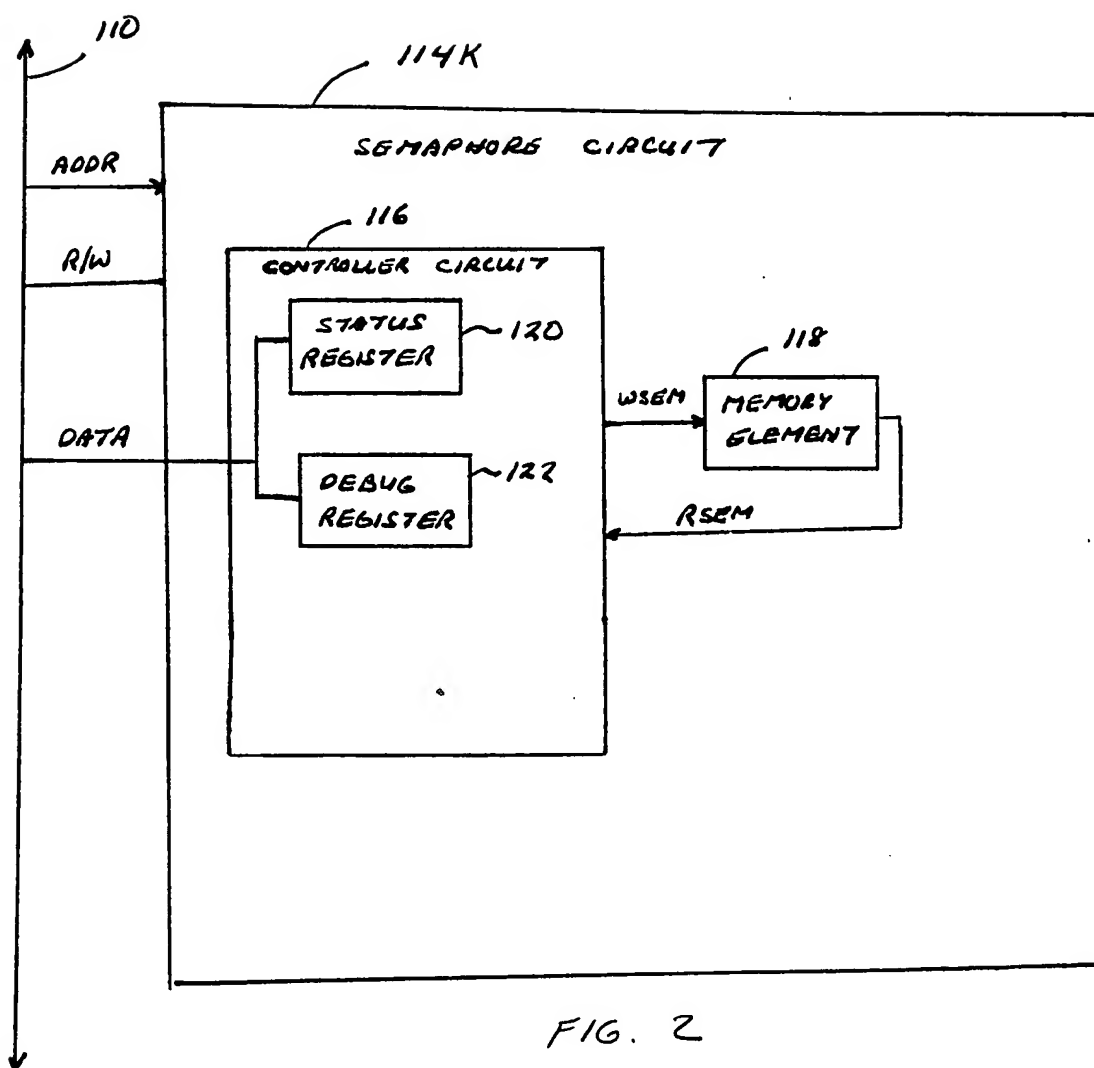 110
114K
SEMAPHORE CIRCUIT
ADDR
116
R/W
CONTROLLER CIRCUIT
STATUS
REGISTER
120
118
WSEM
MEMORY
ELEMENT
DATA
DEBUG
REGISTER
122
RSEM
FIG. 2